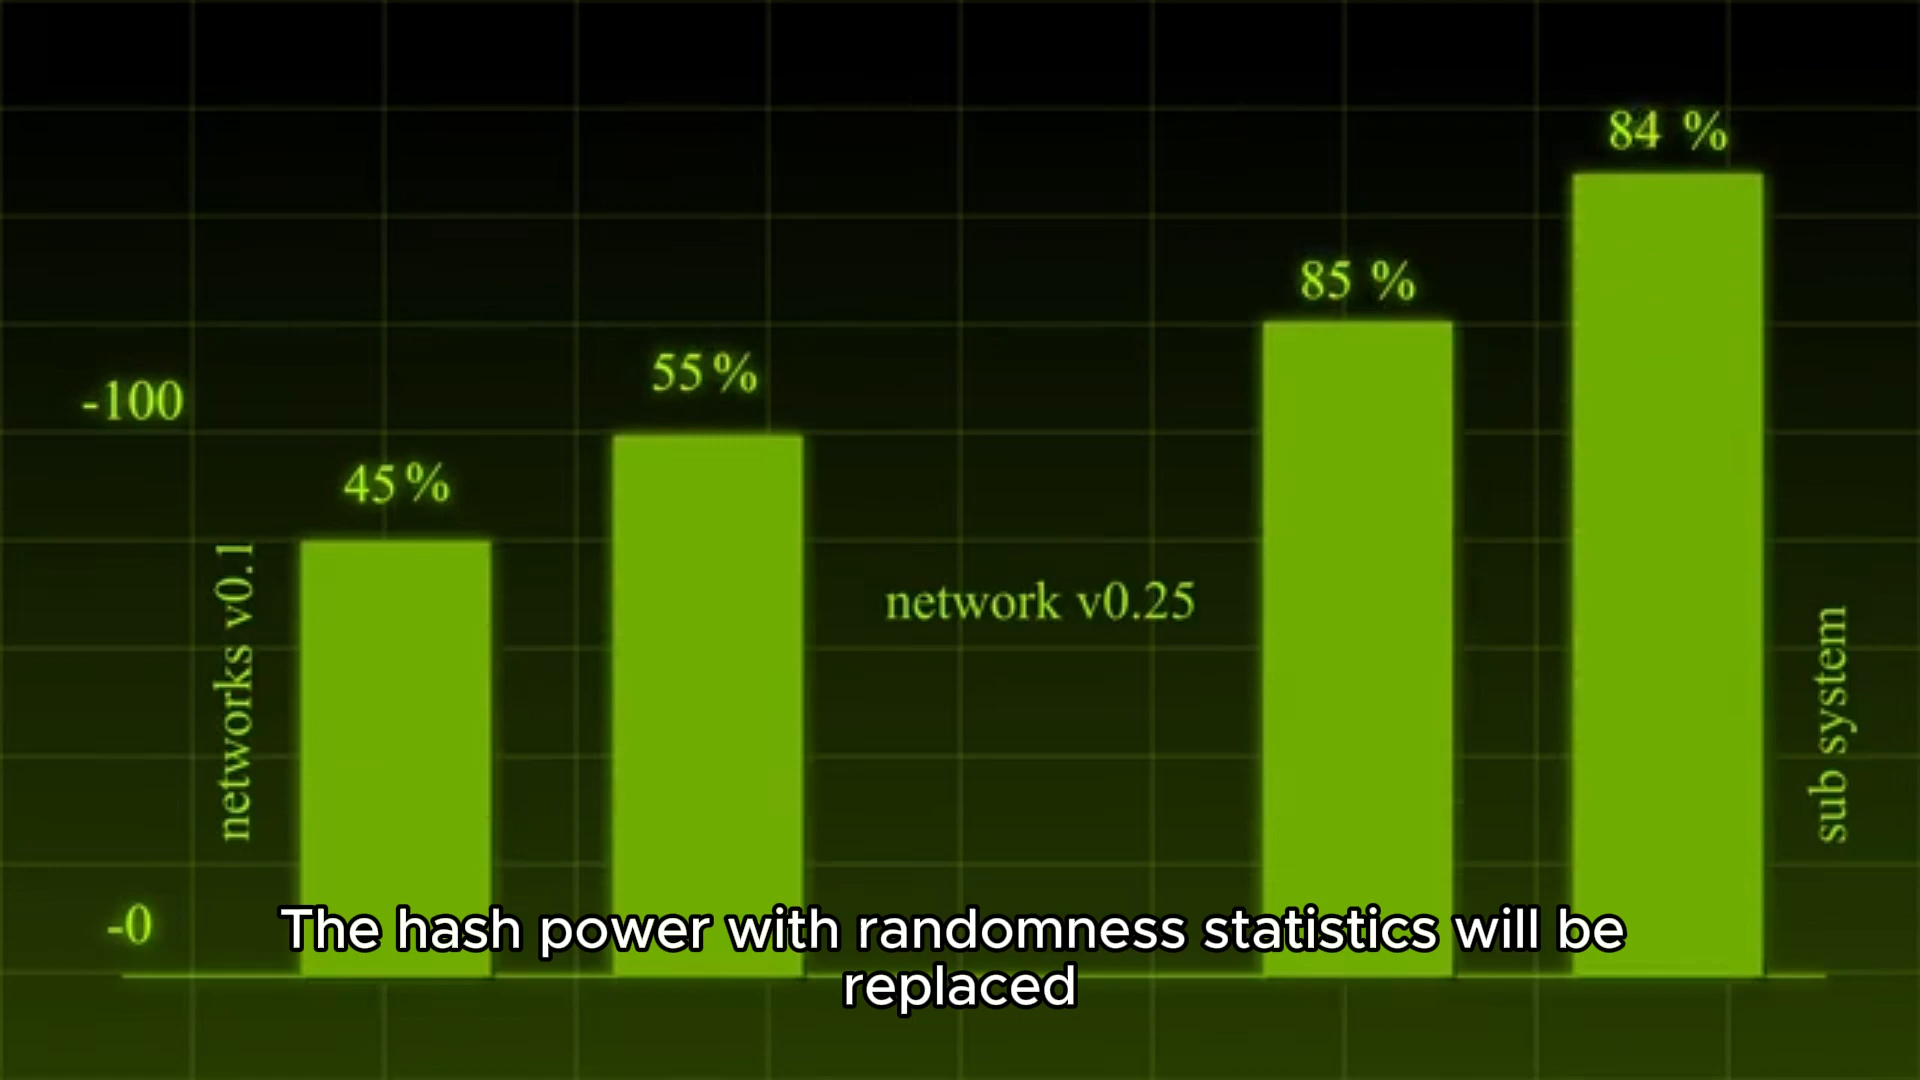 84 %
85 %
55 %
-100
45 %
networks v0.1
network v0.25
sub system
-0
The hash power with randomness statistics will be
replaced